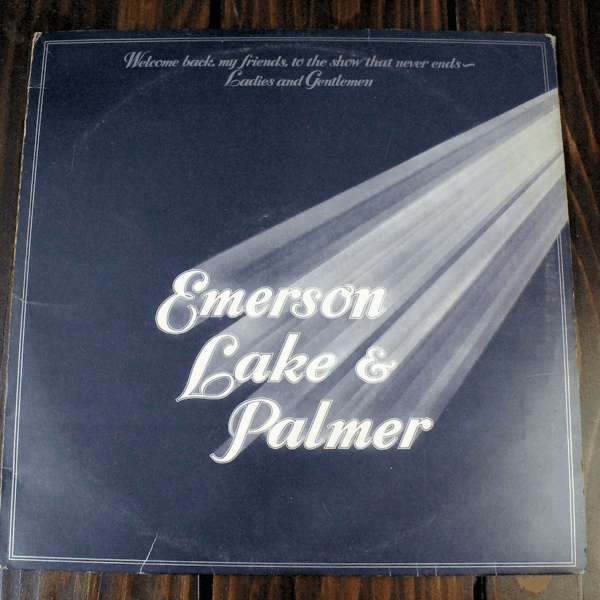 Welcome back, my friends, to the show that never ends~
Ladies and Gentlemen
Emerson
Lake &
Palmer